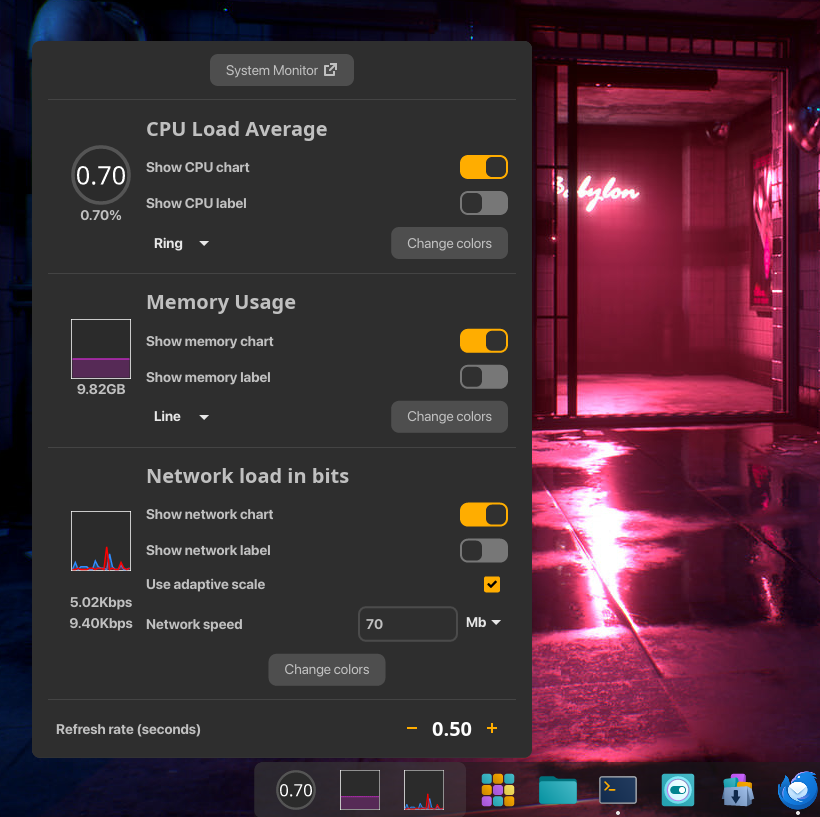 System Monitor
CPU Load Average
0.70
Show CPU chart
0.70%
Show CPU label
Ring
Change colors
Memory Usage
Show memory chart
Show memory label
9.82GB
Line
Change colors
Network load in bits
Show network chart
Show network label
Use adaptive scale
5.02Kbps
9.40Kbps
Network speed
70
Mb
Change colors
Refresh rate (seconds)
− 0.50 +
0.70
Babylon